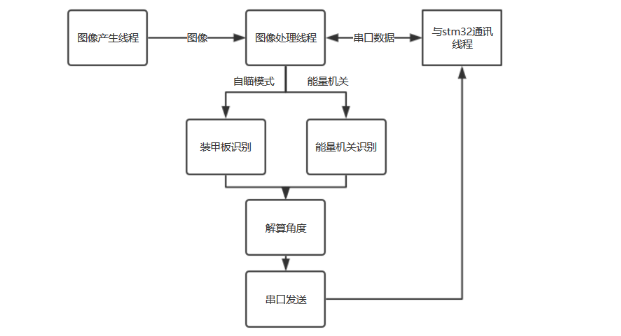 图像产生线程
图像
图像处理线程
串口数据
与stm32通讯
线程
自瞄模式
能量机关
装甲板识别
能量机关识别
解算角度
串口发送